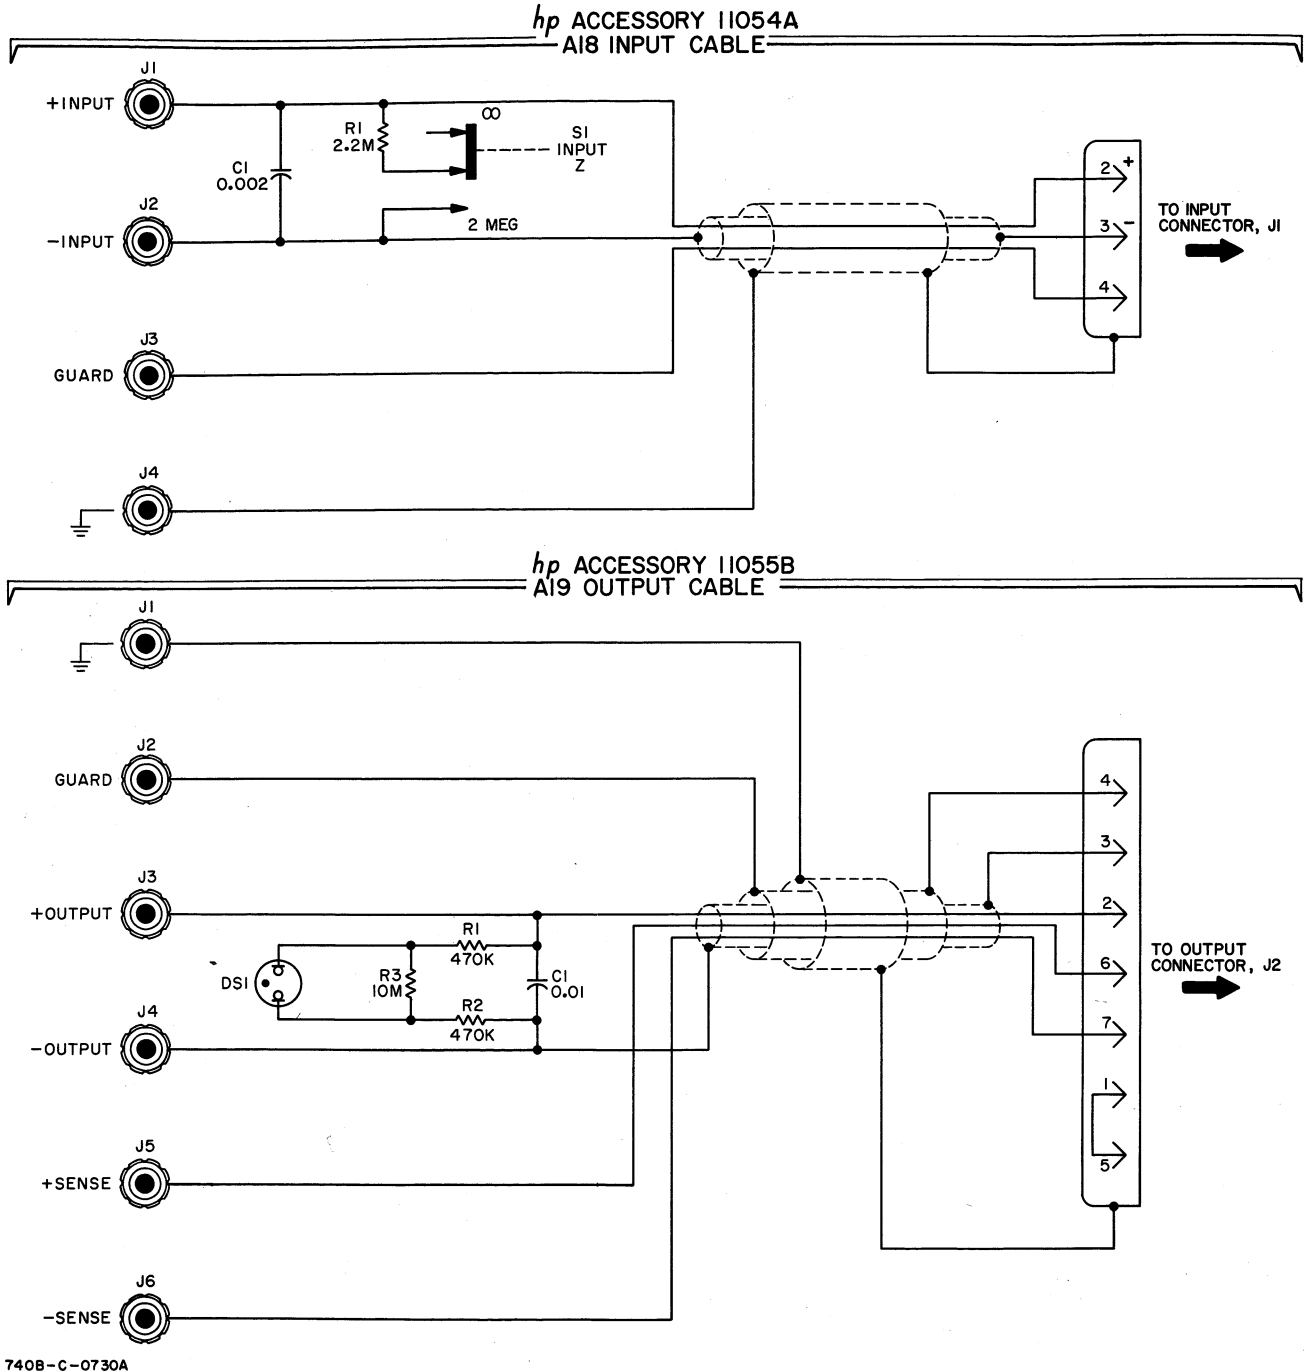 hp ACCESSORY 11054A
A18 INPUT CABLE
J1
+INPUT
R1
2.2M
∞
S1
INPUT
Z
C1
0.002
2
+
J2
-INPUT
2 MEG
3
-
TO INPUT
CONNECTOR, J1
4
J3
GUARD
J4
hp ACCESSORY 11055B
A19 OUTPUT CABLE
J1
J2
GUARD
4
3
J3
+OUTPUT
2
R1
470K
DS1
R3
10M
C1
0.01
6
TO OUTPUT
CONNECTOR, J2
R2
470K
J4
-OUTPUT
7
1
J5
+SENSE
5
J6
-SENSE
740B-C-0730A